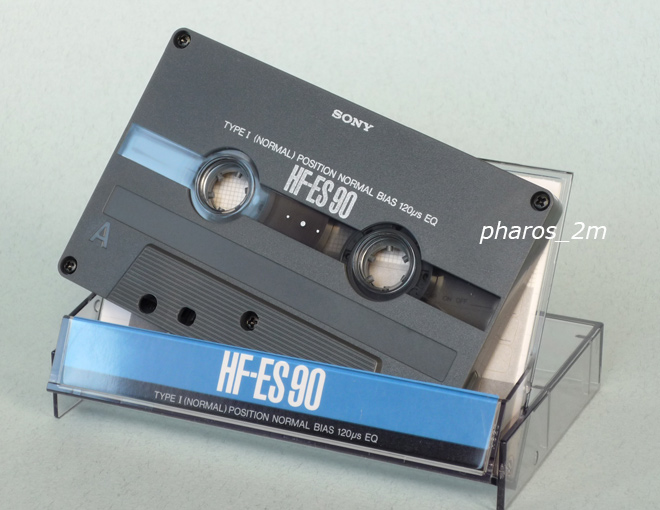 SONY
TYPE I (NORMAL) POSITION NORMAL BIAS 120µs EQ
HF-ES 90
pharos_2m
A
HF-ES 90
TYPE I (NORMAL) POSITION NORMAL BIAS 120µs EQ